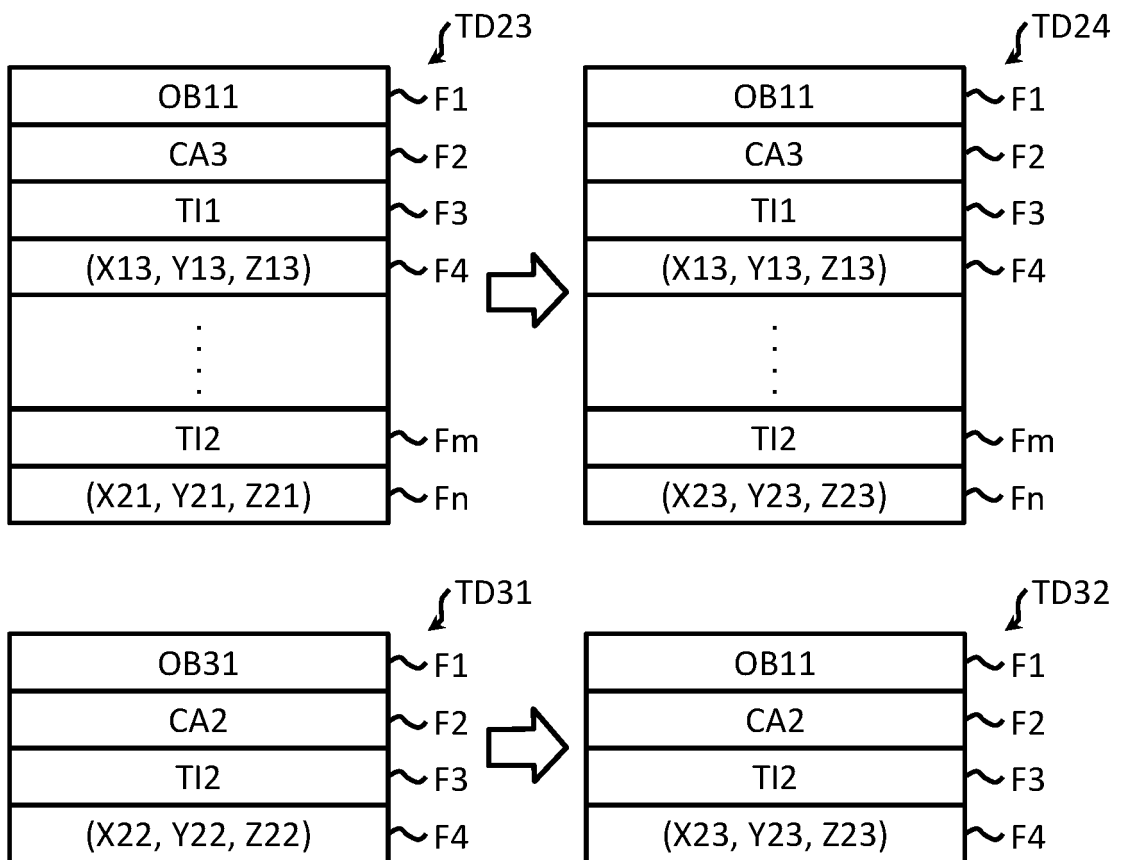 TD23
OB11 F1
CA3 F2
TI1 F3
(X13, Y13, Z13) F4
TI2 Fm
(X21, Y21, Z21) Fn
TD24
OB11 F1
CA3 F2
TI1 F3
(X13, Y13, Z13) F4
TI2 Fm
(X23, Y23, Z23) Fn
TD31
OB31 F1
CA2 F2
TI2 F3
(X22, Y22, Z22) F4
TD32
OB11 F1
CA2 F2
TI2 F3
(X23, Y23, Z23) F4